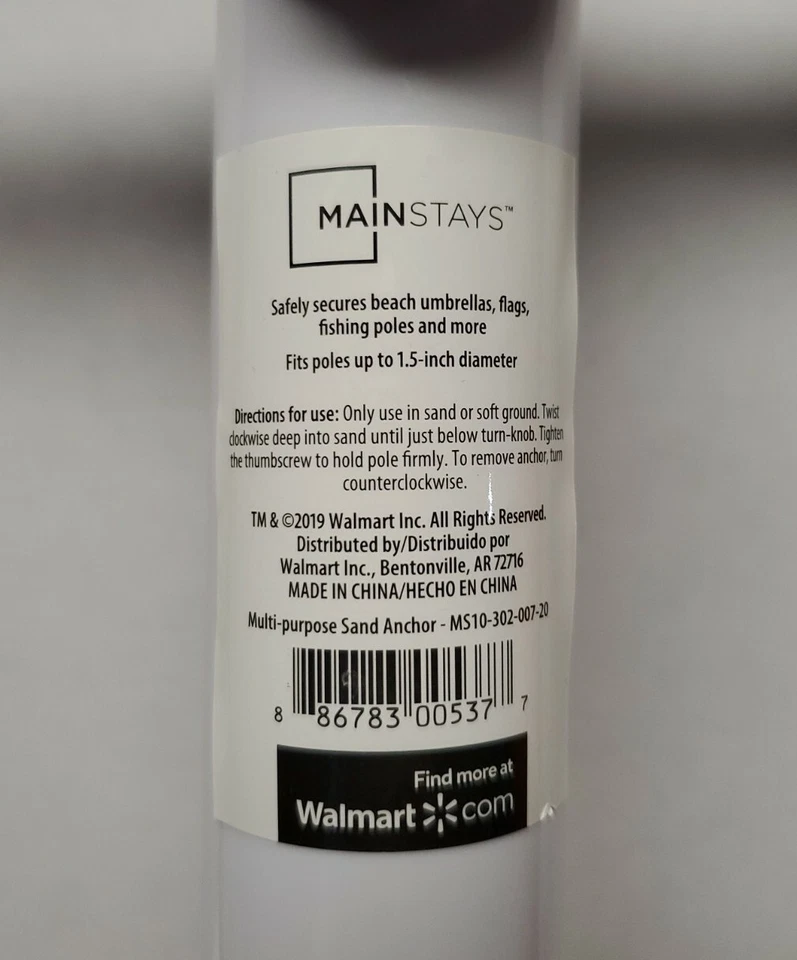 MAINSTAYS™
Safely secures beach umbrellas, flags,
fishing poles and more
Fits poles up to 1.5-inch diameter
Directions for use: Only use in sand or soft ground. Twist
clockwise deep into sand until just below turn-knob. Tighten
the thumbscrew to hold pole firmly. To remove anchor, turn
counterclockwise.
TM & ©2019 Walmart Inc. All Rights Reserved.
Distributed by/Distribuido por
Walmart Inc., Bentonville, AR 72716
MADE IN CHINA/HECHO EN CHINA
Multi-purpose Sand Anchor - MS10-302-007-20
8 86783 00537 7
Find more at
Walmart com